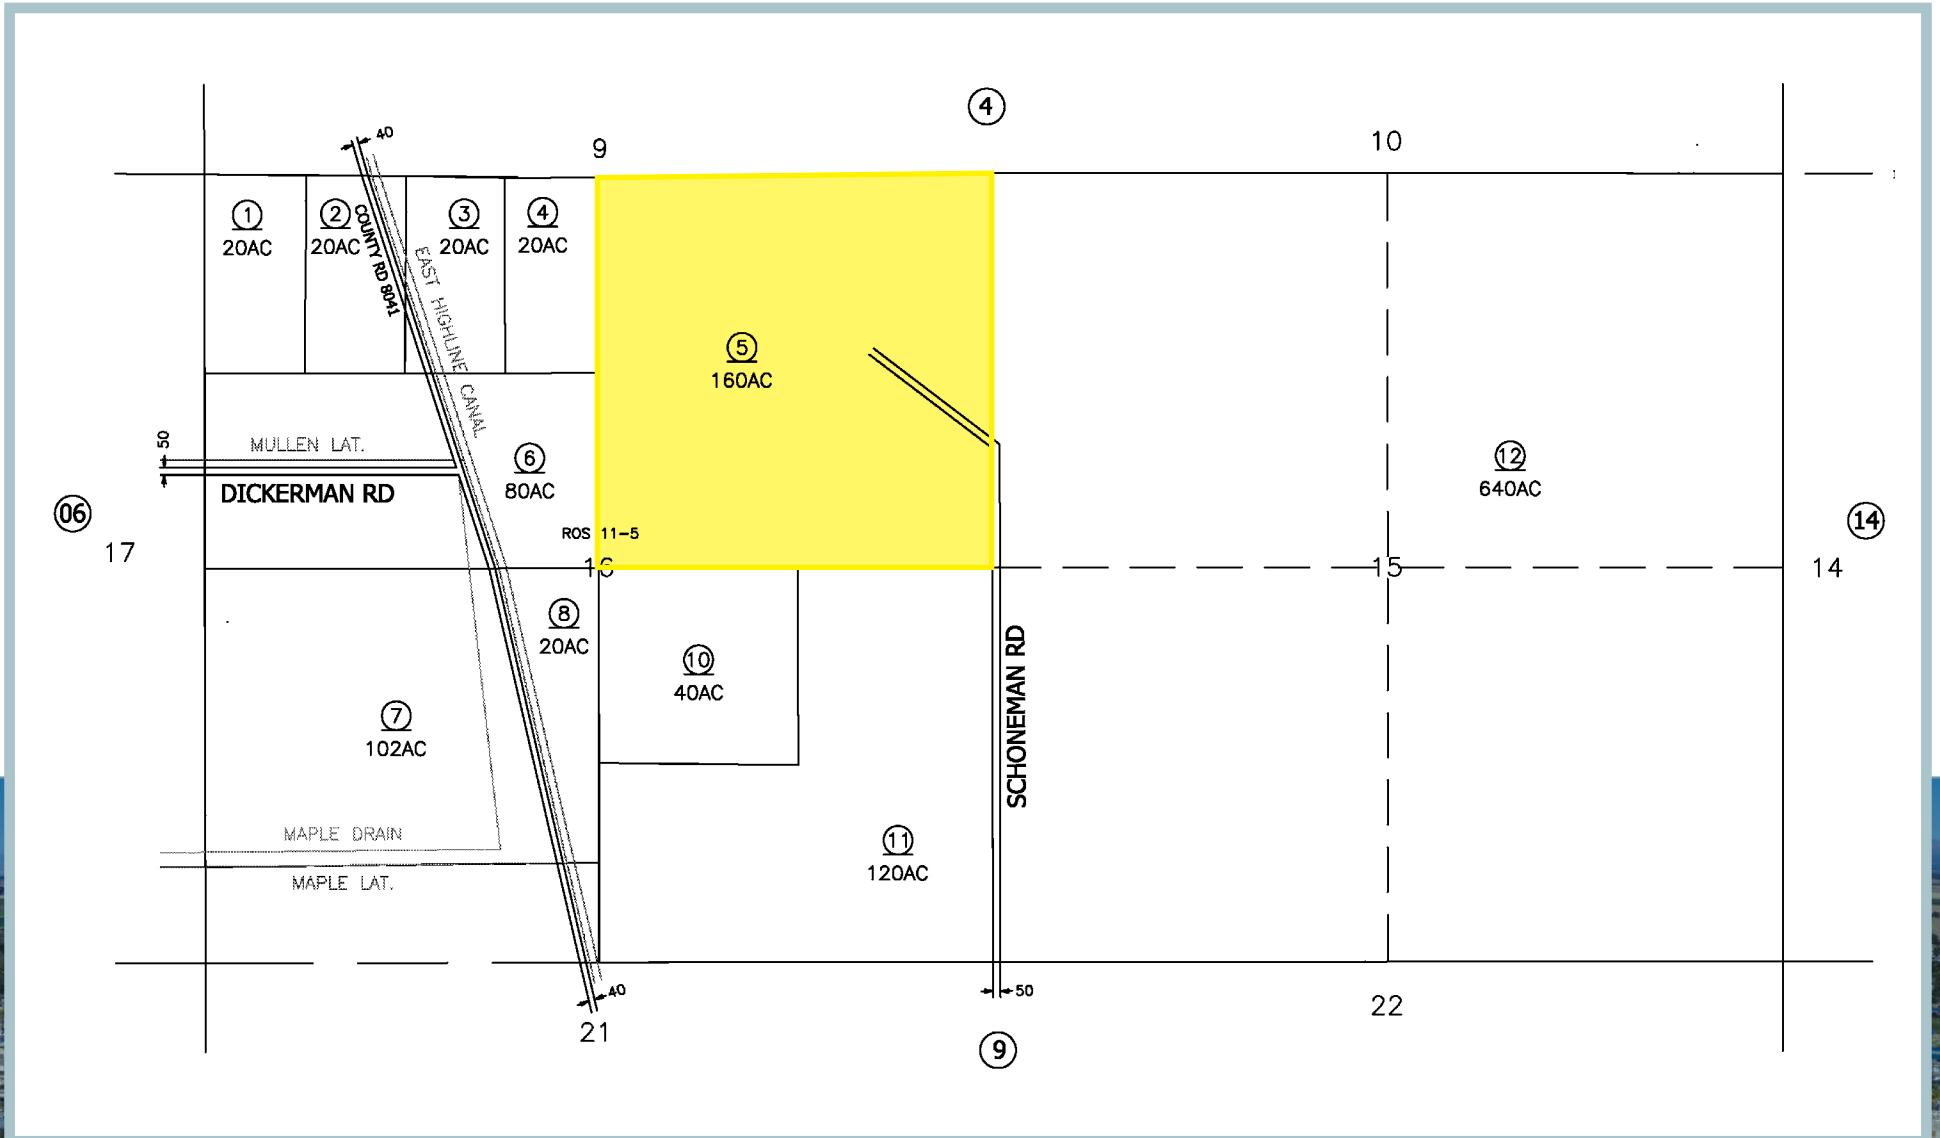 4
40
9
10
1
20AC
2
20AC
3
20AC
4
20AC
COUNTY RD 8041
EAST HIGHLINE CANAL
5
160AC
50
MULLEN LAT.
DICKERMAN RD
6
80AC
12
640AC
06
17
ROS 11-5
16
15
14
14
8
20AC
10
40AC
7
102AC
SCHONEMAN RD
MAPLE DRAIN
MAPLE LAT.
11
120AC
40
50
21
22
9